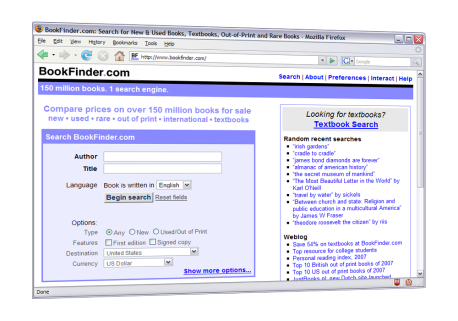 BookFinder.com: Search for New & Used Books, Textbooks, Out-of-Print and Rare Books - Mozilla Firefox
File Edit View History Bookmarks Tools Help
http://www.bookfinder.com/
Google
BookFinder.com
Search | About | Preferences | Interact | Help
150 million books. 1 search engine.
Compare prices on over 150 million books for sale
new • used • rare • out of print • international • textbooks
Search BookFinder.com
Author
Title
Language Book is written in English
Begin search Reset fields
Options:
Type Any New Used/Out of Print
Features First edition Signed copy
Destination United States
Currency US Dollar
Show more options...
Looking for textbooks?
Textbook Search
Random recent searches
"irish gardens"
"cradle to cradle"
"james bond diamonds are forever"
"almanac of american history"
"the secret museum of mankind"
"The Most Beautiful Letter in the World" by
Karl O'Neill
"travel by water" by sickels
"Between church and state: Religion and
public education in a multicultural America"
by James W Fraser
"theodore roosevelt the citizen" by riis
Weblog
Save 54% on textbooks at BookFinder.com
Top resource for college students
Personal reading index, 2007
Top 10 British out of print books of 2007
Top 10 US out of print books of 2007
JustBooks.nl, new Dutch site launched
Done